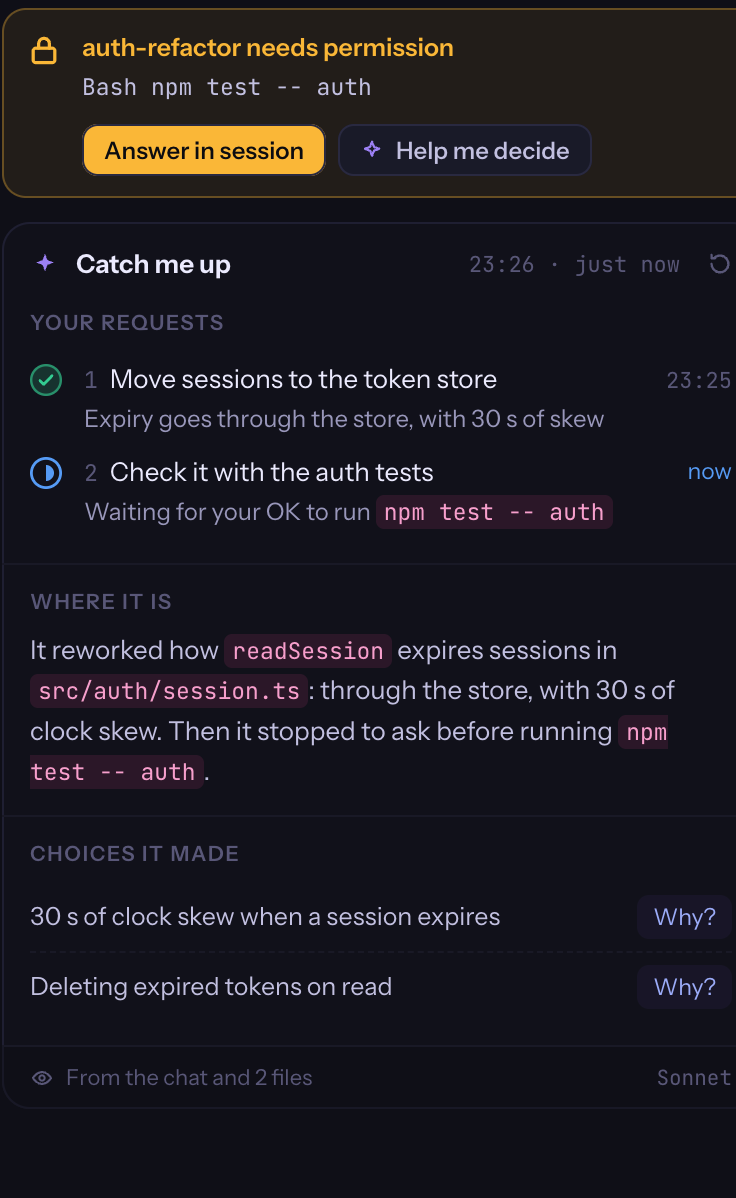 auth-refactor needs permission
Bash npm test -- auth
Answer in session
Help me decide
Catch me up
23:26 · just now
YOUR REQUESTS
1 Move sessions to the token store
23:25
Expiry goes through the store, with 30 s of skew
2 Check it with the auth tests
now
Waiting for your OK to run npm test -- auth
WHERE IT IS
It reworked how readSession expires sessions in
src/auth/session.ts: through the store, with 30 s of
clock skew. Then it stopped to ask before running npm
test -- auth.
CHOICES IT MADE
30 s of clock skew when a session expires
Why?
Deleting expired tokens on read
Why?
From the chat and 2 files
Sonnet